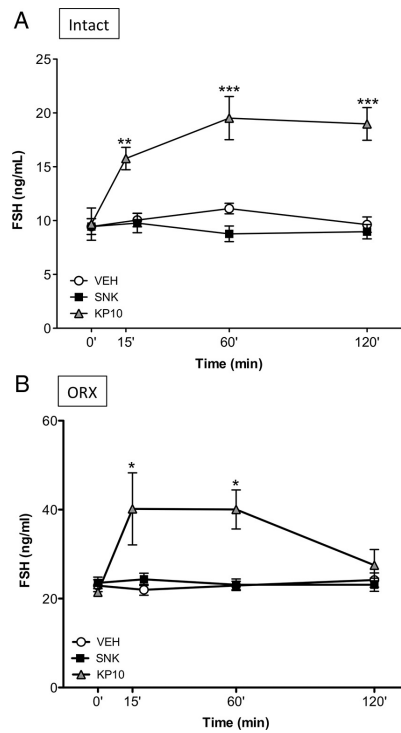 A
Intact
25
20
15
10
5
0
FSH (ng/mL)
**
***
***
VEH
SNK
KP10
0' 15' 60' 120'
Time (min)
B
ORX
60
40
20
0
FSH (ng/ml)
*
*
VEH
SNK
KP10
0' 15' 60' 120'
Time (min)